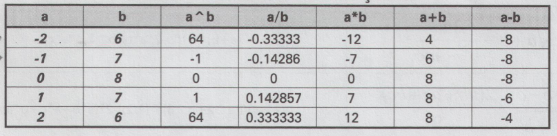 a b a^b a/b a*b a+b a-b
-2 6 64 -0.33333 -12 4 -8
-1 7 -1 -0.14286 -7 6 -8
0 8 0 0 0 8 -8
1 7 1 0.142857 7 8 -6
2 6 64 0.333333 12 8 -4